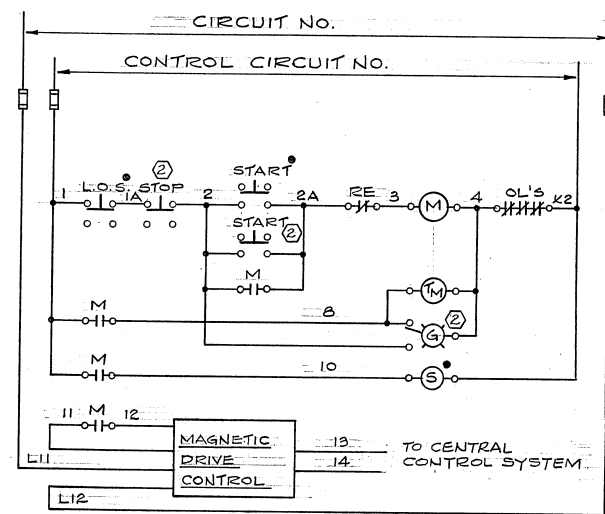 CIRCUIT NO.
CONTROL CIRCUIT NO.
START
2
1 L.O.S. 1A STOP 2 2A RE 3 M 4 OL'S X2
START 2
M
TM
M 8
G 2
M 10 S
11 M 12
MAGNETIC
DRIVE
CONTROL
13
14
TO CENTRAL
CONTROL SYSTEM
L11
L12